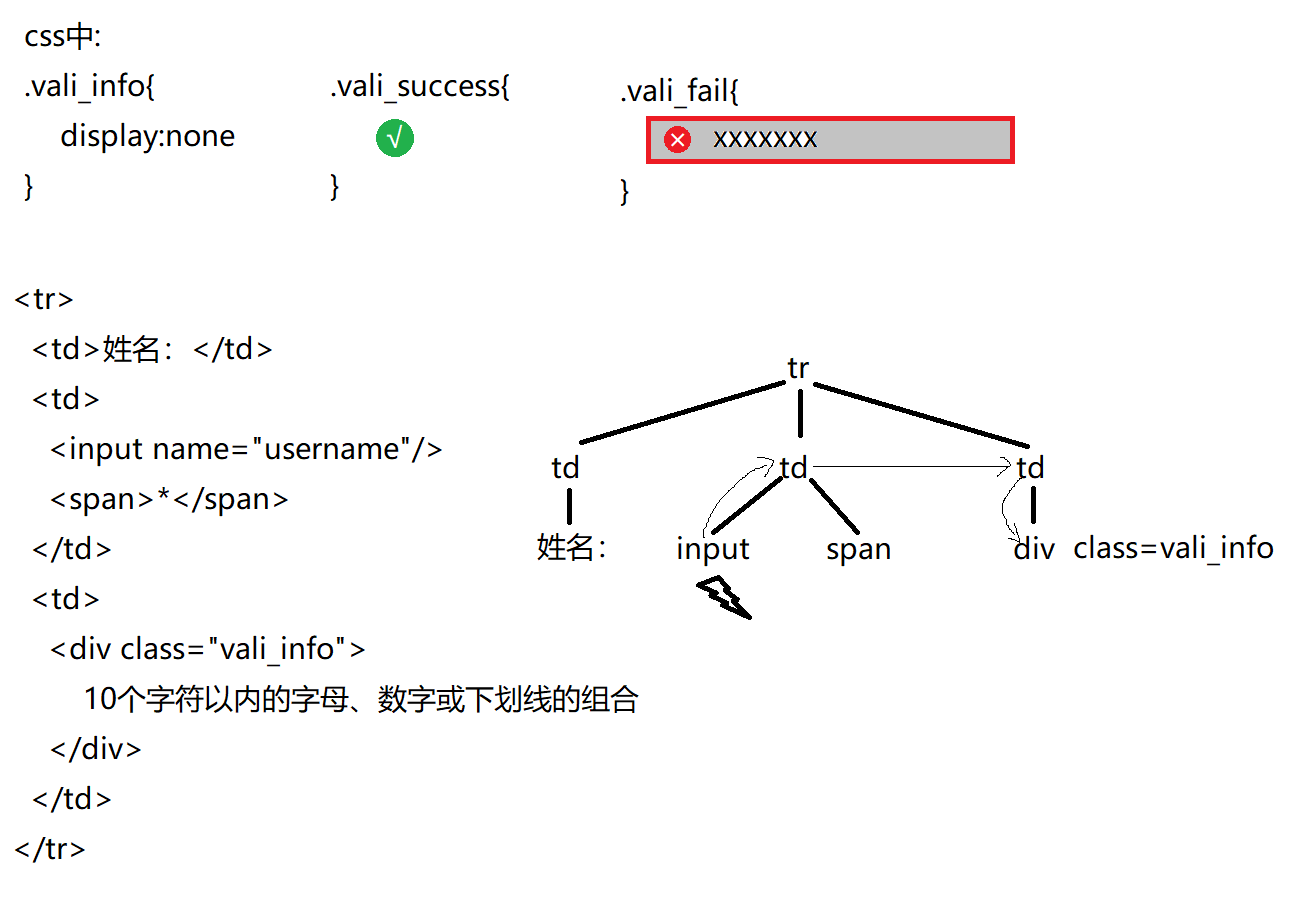 css中:
.vali_info{
display:none
}
.vali_success{
√
}
.vali_fail{
× XXXXXXX
}
<tr>
<td>姓名：</td>
<td>
<input name="username"/>
<span>*</span>
</td>
<td>
<div class="vali_info">
10个字符以内的字母、数字或下划线的组合
</div>
</td>
</tr>
tr
td td td
姓名： input span div class=vali_info